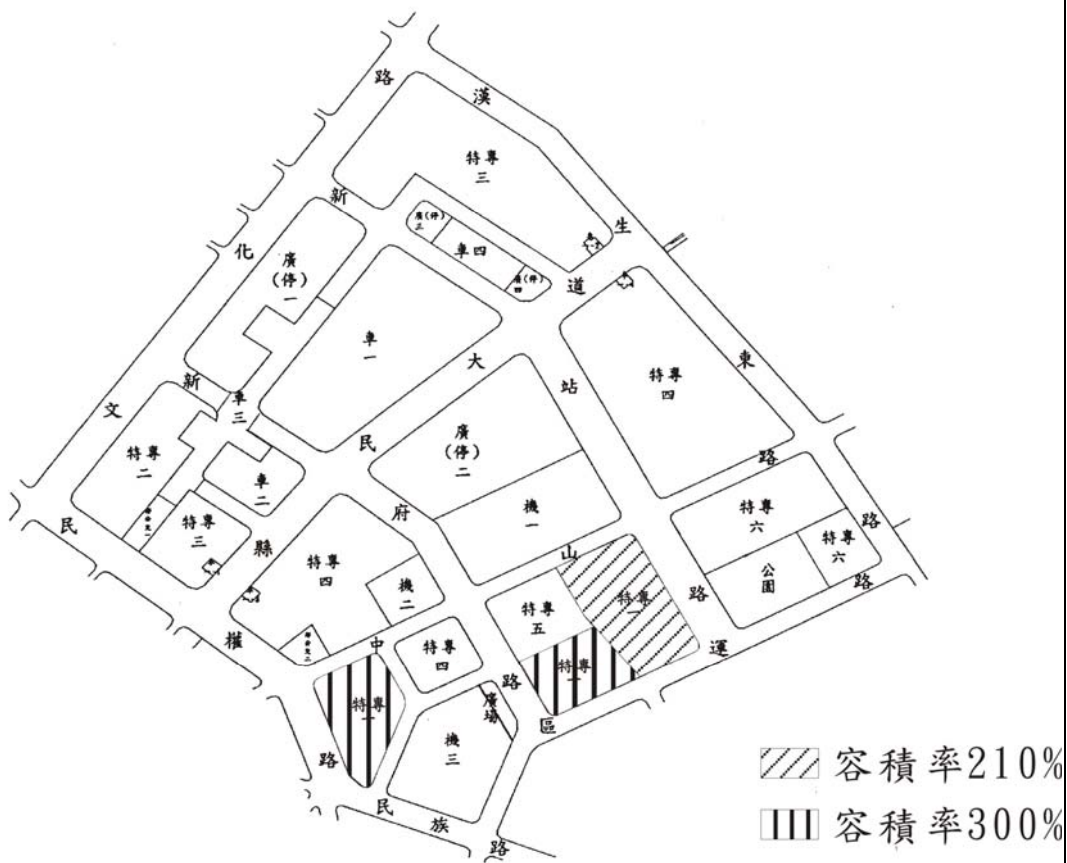 路
漢
特專
三
生
新
廣(停)
三
車四
廣(停)
四
道
化
廣
(停)
一
車一
大
站
特專
四
東
文
新
車
三
民
廣
(停)
二
特專
二
車
二
府
機
一
路
民
特專
三
縣
特專
四
機
二
山
特專
六
特專
六
路
公園
路
特專
一
特專
五
路
權
中
特專
四
特專
一
運
特專
一
路
廣場
區
機
三
路
民
族
路
容積率210%
容積率300%